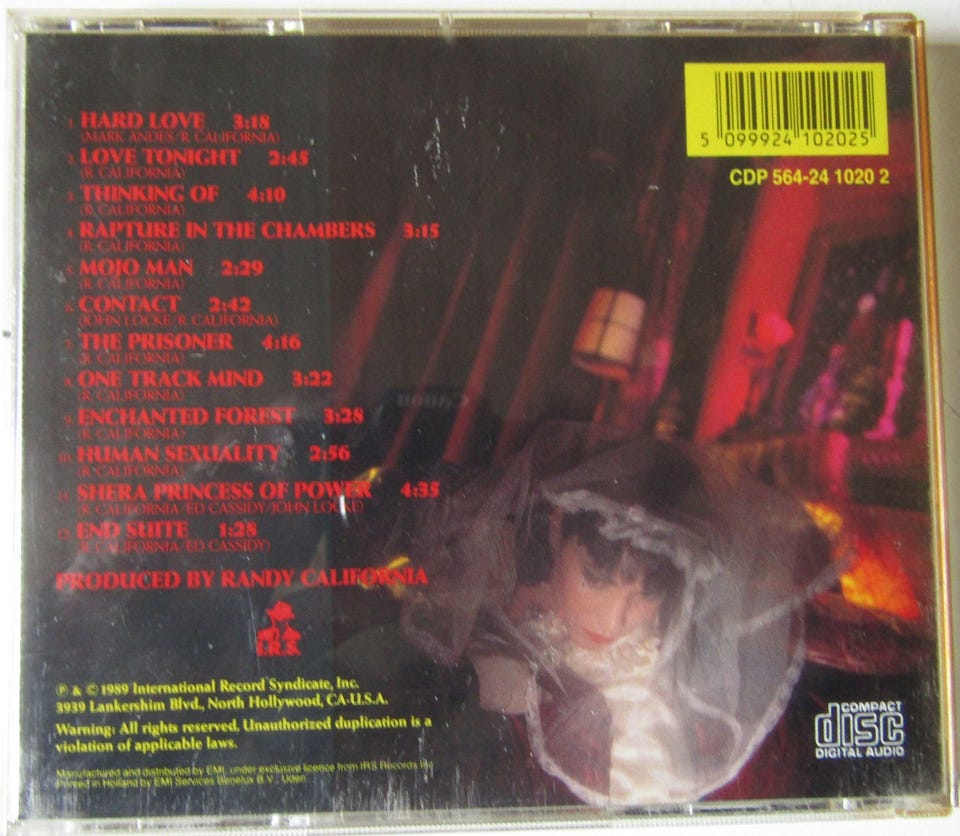 1. HARD LOVE 3:18
(MARK ANDES/R. CALIFORNIA)
2. LOVE TONIGHT 2:45
(R. CALIFORNIA)
3. THINKING OF 4:10
(R. CALIFORNIA)
4. RAPTURE IN THE CHAMBERS 3:15
(R. CALIFORNIA)
5. MOJO MAN 2:29
(R. CALIFORNIA)
6. CONTACT 2:42
(JOHN LOCKE/R. CALIFORNIA)
7. THE PRISONER 4:16
(R. CALIFORNIA)
8. ONE TRACK MIND 3:22
(R. CALIFORNIA)
9. ENCHANTED FOREST 3:28
(R. CALIFORNIA)
10. HUMAN SEXUALITY 2:56
(R. CALIFORNIA)
11. SHERA PRINCESS OF POWER 4:35
(R. CALIFORNIA/ED CASSIDY/JOHN LOCKE)
12. END SUITE 1:28
(R. CALIFORNIA/ED CASSIDY)
PRODUCED BY RANDY CALIFORNIA
I.R.S.
℗ & © 1989 International Record Syndicate, Inc.
3939 Lankershim Blvd., North Hollywood, CA-U.S.A.
Warning: All rights reserved. Unauthorized duplication is a
violation of applicable laws.
Manufactured and distributed by EMI, under exclusive licence from IRS Records Inc
Printed in Holland by EMI Services Benelux B.V., Uden
5 099924 102025
CDP 564-24 1020 2
Canon
COMPACT
disc
DIGITAL AUDIO